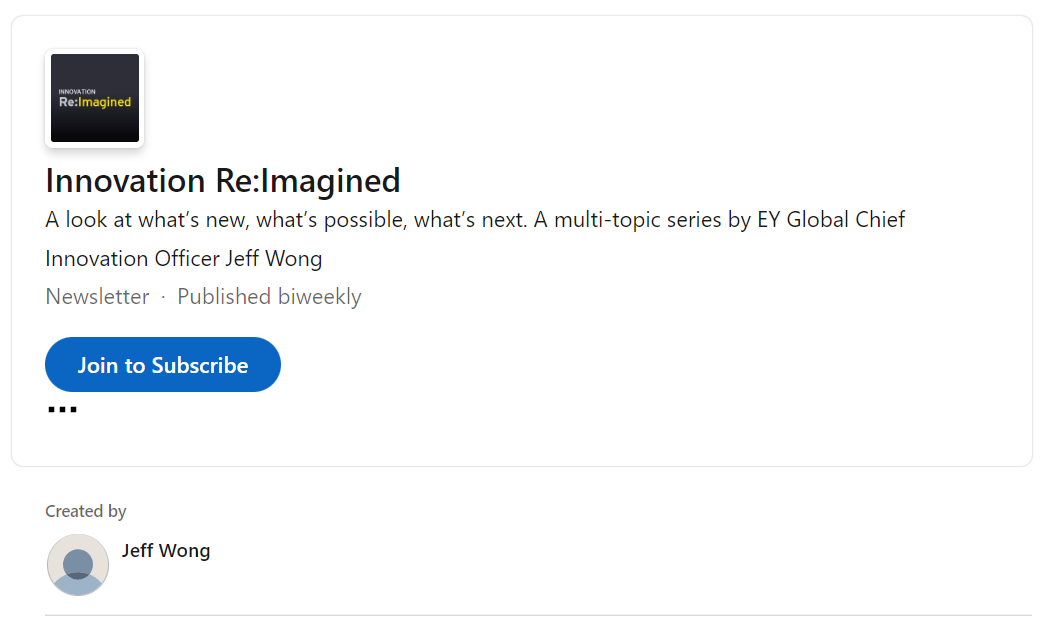 INNOVATION
Re:Imagined
Innovation Re:Imagined
A look at what’s new, what’s possible, what’s next. A multi-topic series by EY Global Chief
Innovation Officer Jeff Wong
Newsletter · Published biweekly
Join to Subscribe
...
Created by
Jeff Wong